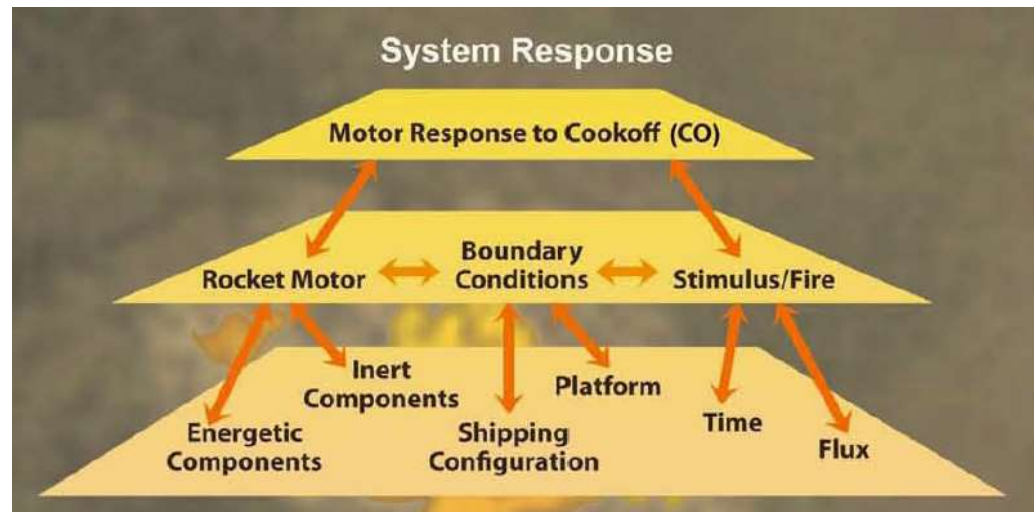 System Response
Motor Response to Cookoff (CO)
Rocket Motor
Boundary
Conditions
Stimulus/Fire
Inert
Components
Platform
Energetic
Components
Shipping
Configuration
Time
Flux